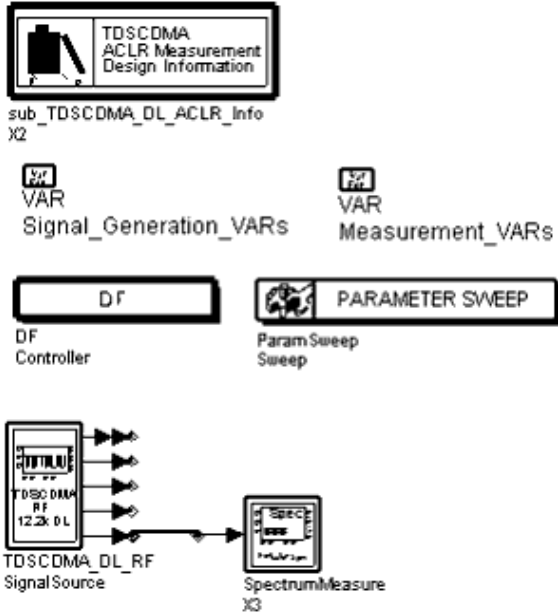 TDSCDMA
ACLR Measurement
Design Information
sub_TDSCDMA_DL_ACLR_Info
X2
VAR
Signal_Generation_VARs
VAR
Measurement_VARs
DF
DF
Controller
PARAMETER SWEEP
ParamSweep
Sweep
TDSCDMA
RF
12.2k DL
TDSCDMA_DL_RF
SignalSource
Spec
SpectrumMeasure
X3